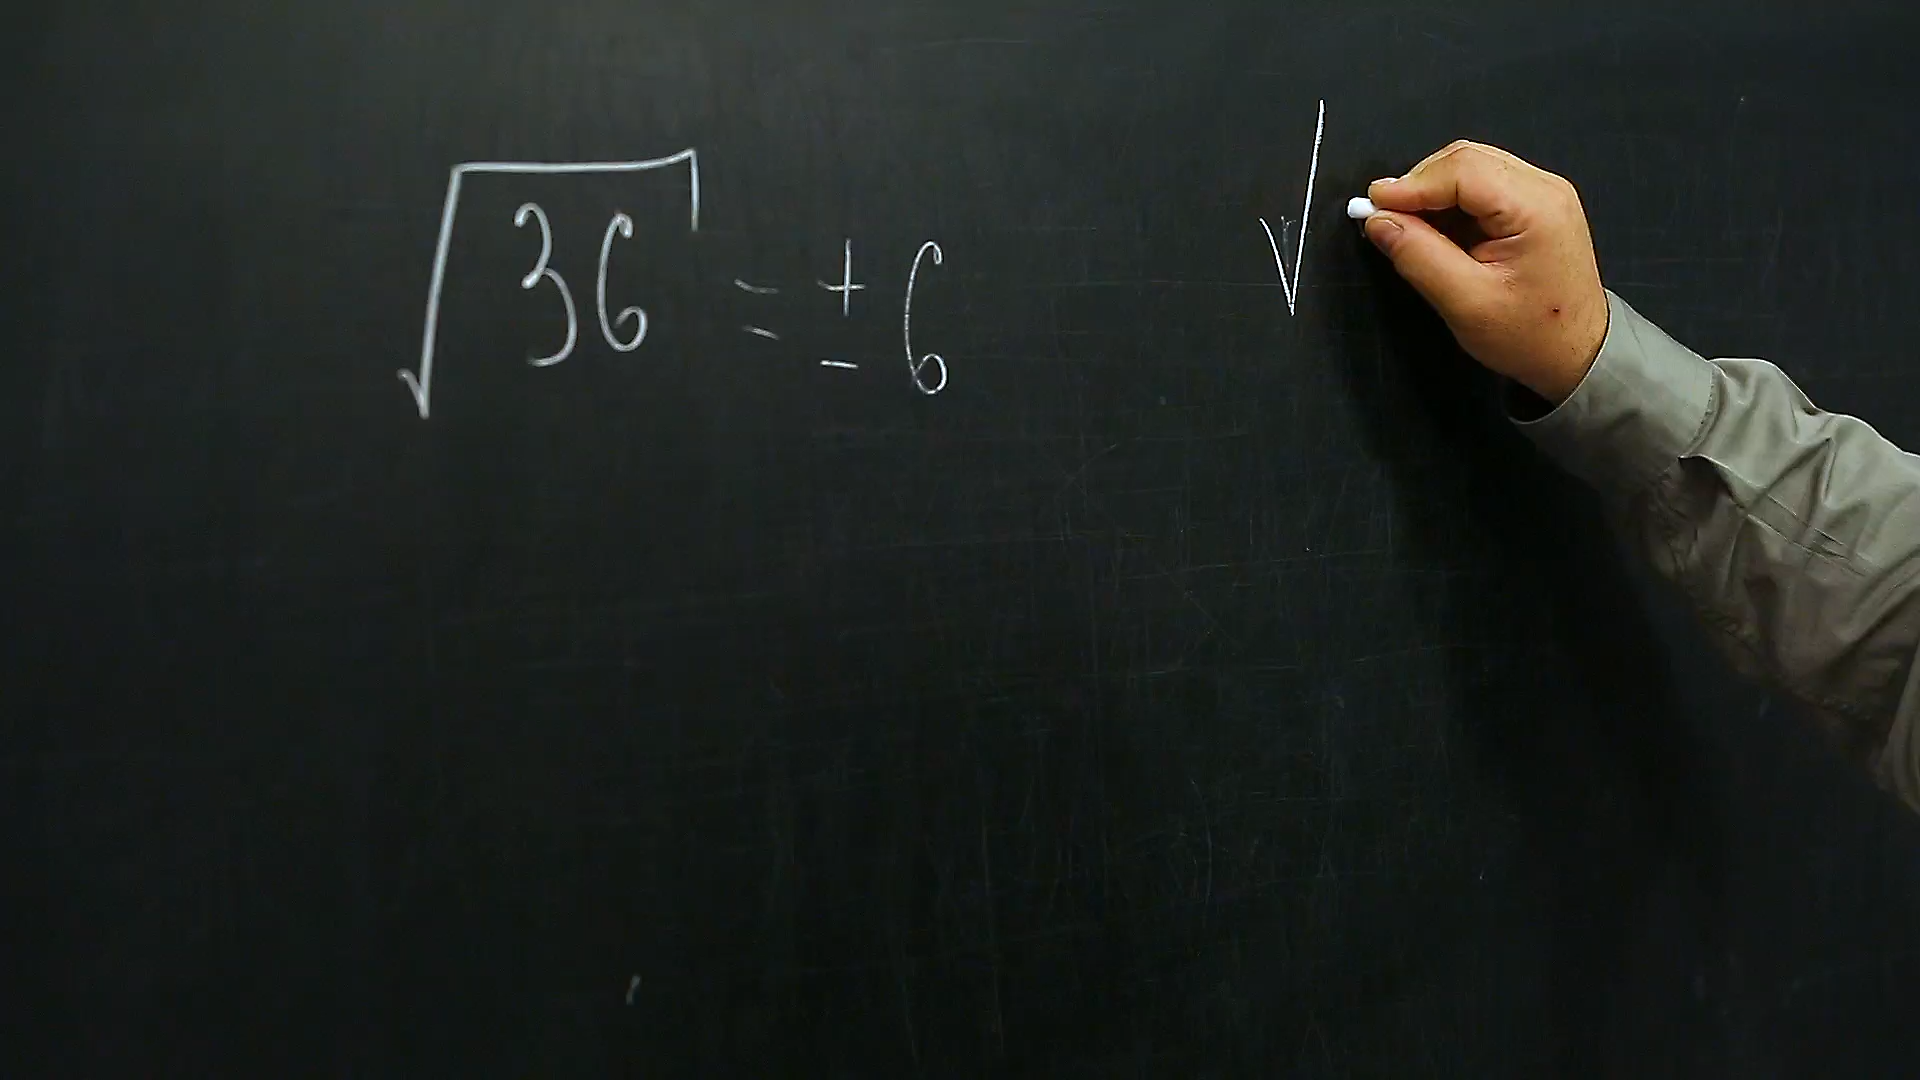 √36 = ± 6 √